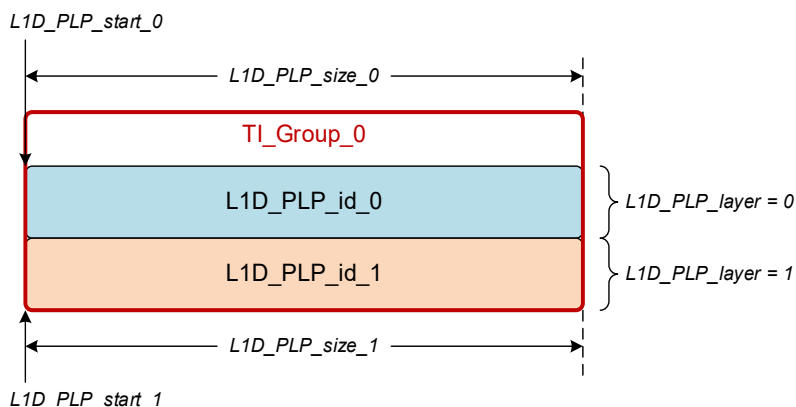 L1D_PLP_start_0
L1D_PLP_size_0
TI_Group_0
L1D_PLP_id_0
L1D_PLP_layer = 0
L1D_PLP_id_1
L1D_PLP_layer = 1
L1D_PLP_size_1
L1D_PLP_start_1